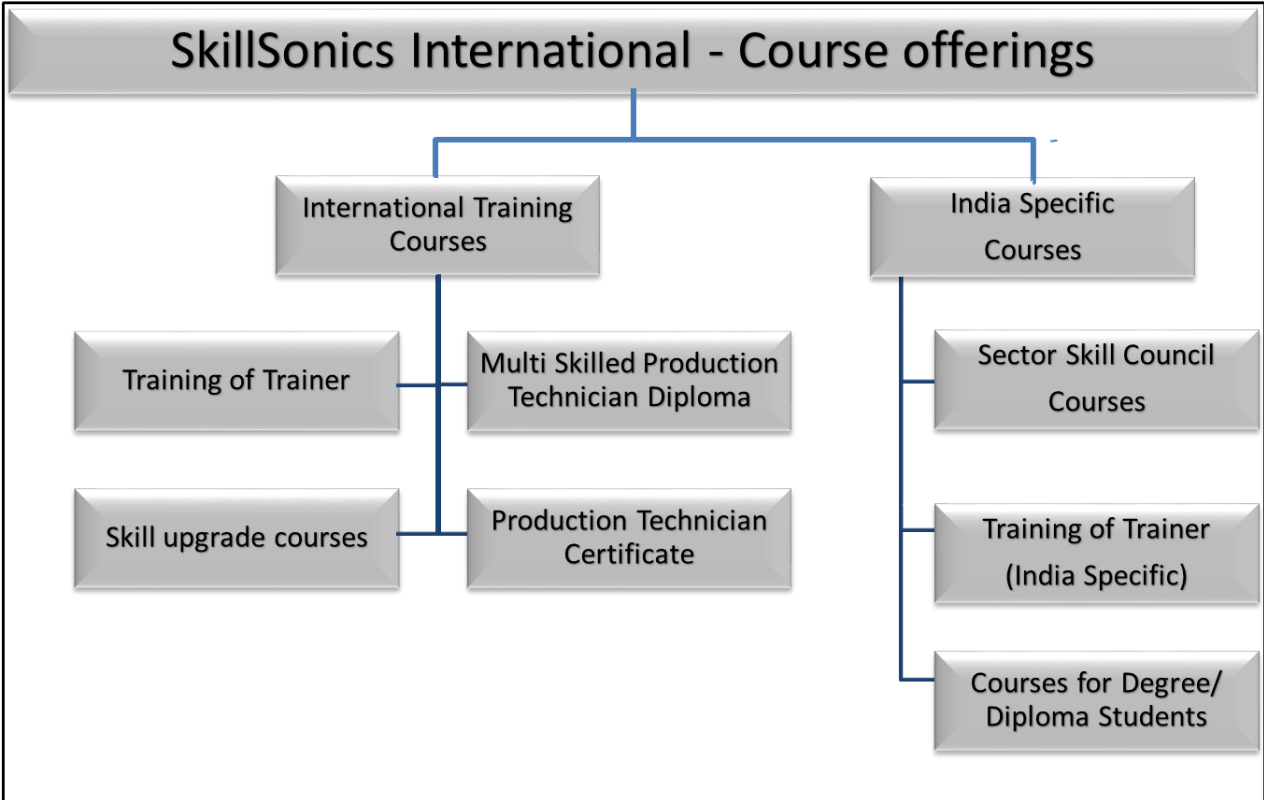 SkillSonics International - Course offerings
International Training
Courses
India Specific
Courses
Training of Trainer
Multi Skilled Production
Technician Diploma
Skill upgrade courses
Production Technician
Certificate
Sector Skill Council
Courses
Training of Trainer
(India Specific)
Courses for Degree/
Diploma Students